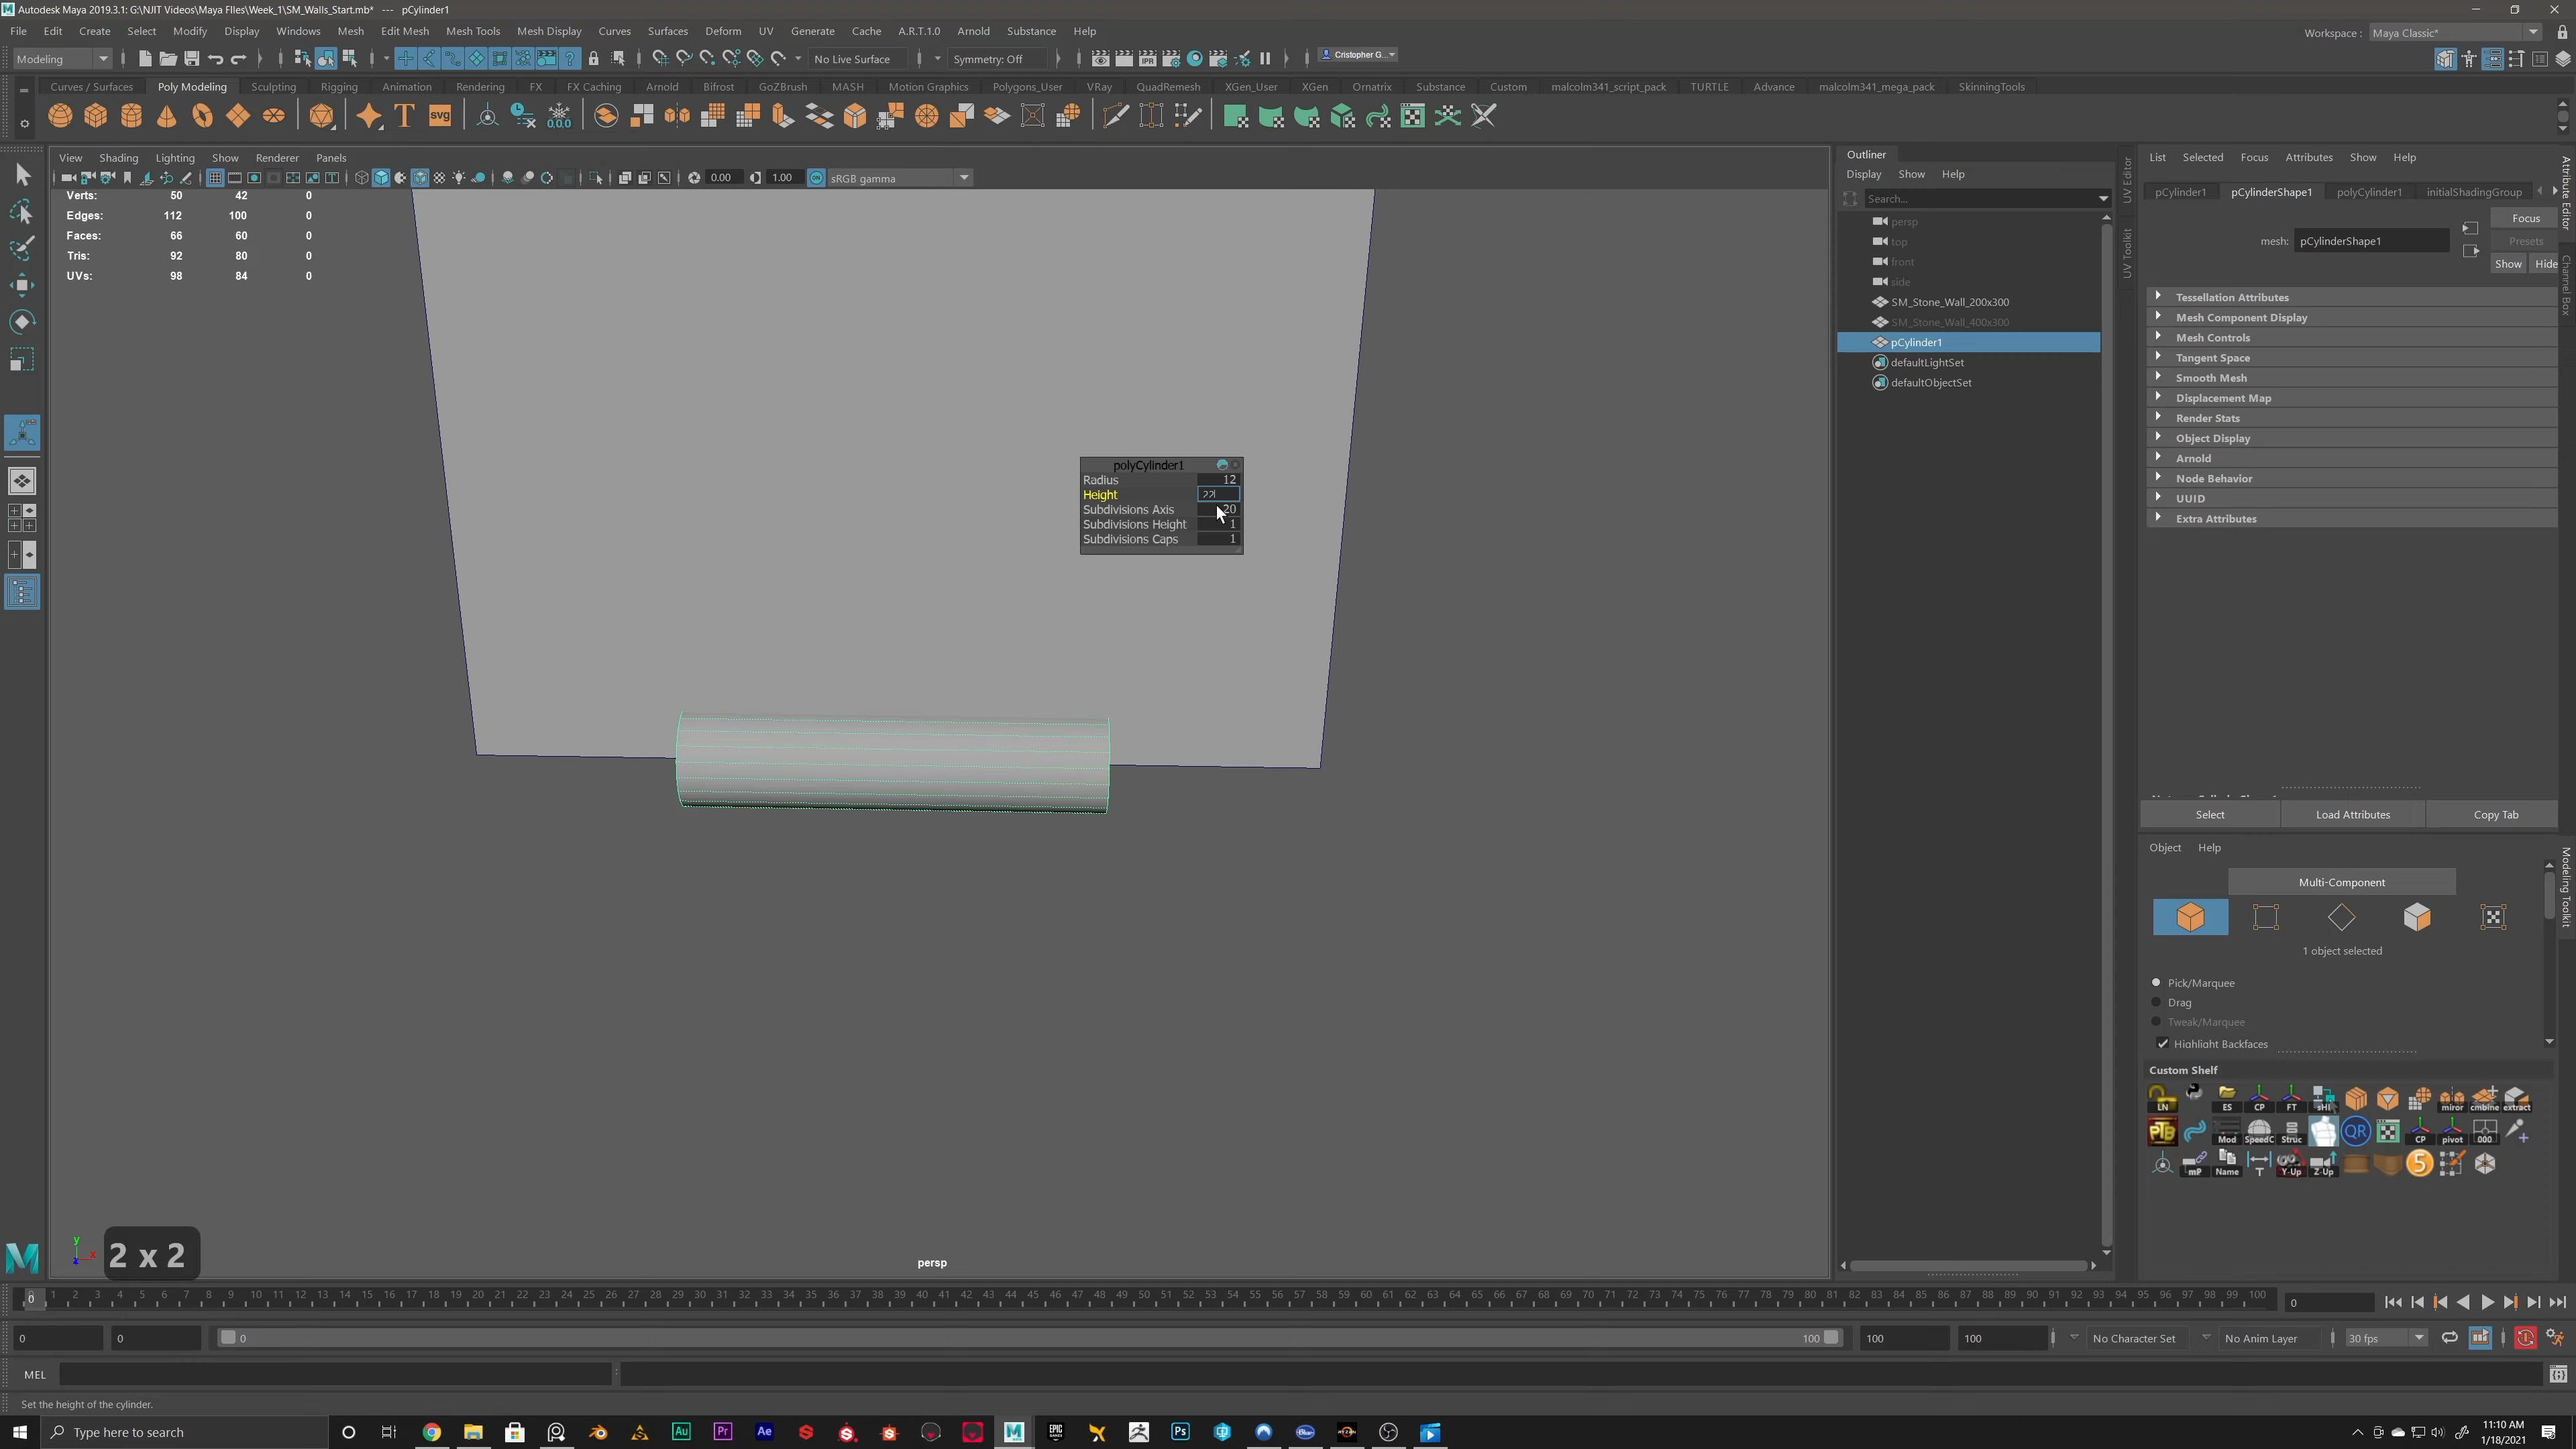 Autodesk Maya 2019.3.1: G:\NJIT Videos\Maya FIles\Week_1\SM_Walls_Start.mb* --- pCylinder1
File Edit Create Select Modify Display Windows Mesh Edit Mesh Mesh Tools Mesh Display Curves Surfaces Deform UV Generate Cache A.R.T.1.0 Arnold Substance Help
Workspace : Maya Classic*
Modeling
No Live Surface
Symmetry: Off
Cristopher G...
Curves / Surfaces Poly Modeling Sculpting Rigging Animation Rendering FX FX Caching Arnold Bifrost GoZBrush MASH Motion Graphics Polygons_User VRay QuadRemesh XGen_User XGen Ornatrix Substance Custom malcolm341_script_pack TURTLE Advance malcolm341_mega_pack SkinningTools
View Shading Lighting Show Renderer Panels
0.00 1.00 sRGB gamma
Verts: 50 42 0
Edges: 112 100 0
Faces: 66 60 0
Tris: 92 80 0
UVs: 98 84 0
polyCylinder1
Radius 12
Height 22
Subdivisions Axis 20
Subdivisions Height 1
Subdivisions Caps 1
2 x 2
persp
Outliner
Display Show Help
Search...
persp
top
front
side
SM_Stone_Wall_200x300
SM_Stone_Wall_400x300
pCylinder1
defaultLightSet
defaultObjectSet
UV Editor
UV Toolkit
List Selected Focus Attributes Show Help
pCylinder1 pCylinderShape1 polyCylinder1 initialShadingGroup
Focus
mesh: pCylinderShape1
Presets
Show Hide
Tessellation Attributes
Mesh Component Display
Mesh Controls
Tangent Space
Smooth Mesh
Displacement Map
Render Stats
Object Display
Arnold
Node Behavior
UUID
Extra Attributes
Select Load Attributes Copy Tab
Attribute Editor
Channel Box
Modeling Toolkit
Object Help
Multi-Component
1 object selected
Pick/Marquee
Drag
Tweak/Marquee
Highlight Backfaces
Custom Shelf
LN ES CP FT sHI miror cmbine extract
PTB Mod SpeedC Struc QR CP pivot 000
mP Name T Y-Up Z-Up 5
0 1 2 3 4 5 6 7 8 9 10 11 12 13 14 15 16 17 18 19 20 21 22 23 24 25 26 27 28 29 30 31 32 33 34 35 36 37 38 39 40 41 42 43 44 45 46 47 48 49 50 51 52 53 54 55 56 57 58 59 60 61 62 63 64 65 66 67 68 69 70 71 72 73 74 75 76 77 78 79 80 81 82 83 84 85 86 87 88 89 90 91 92 93 94 95 96 97 98 99 100 0
0 0 0 100 100 100 No Character Set No Anim Layer 30 fps
MEL
Set the height of the cylinder.
Type here to search
11:10 AM
1/18/2021